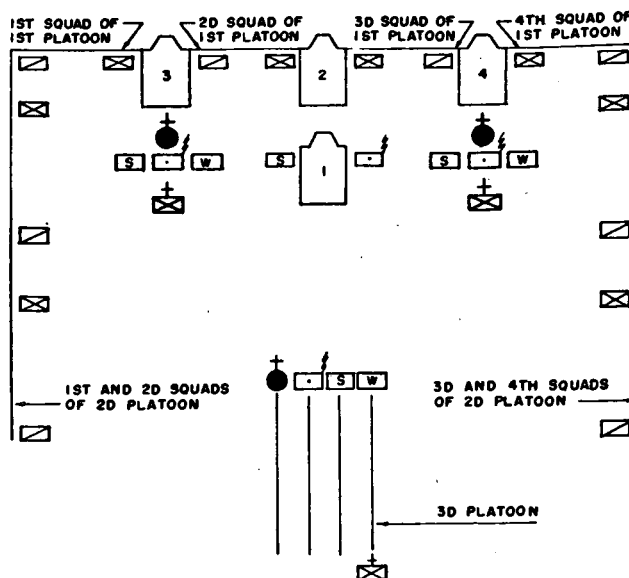 1ST SQUAD OF
1ST PLATOON
2D SQUAD OF
1ST PLATOON
3D SQUAD OF
1ST PLATOON
4TH SQUAD OF
1ST PLATOON
3
2
4
S
W
S
1
S
W
S
W
1ST AND 2D SQUADS
OF 2D PLATOON
3D AND 4TH SQUADS
OF 2D PLATOON
3D PLATOON